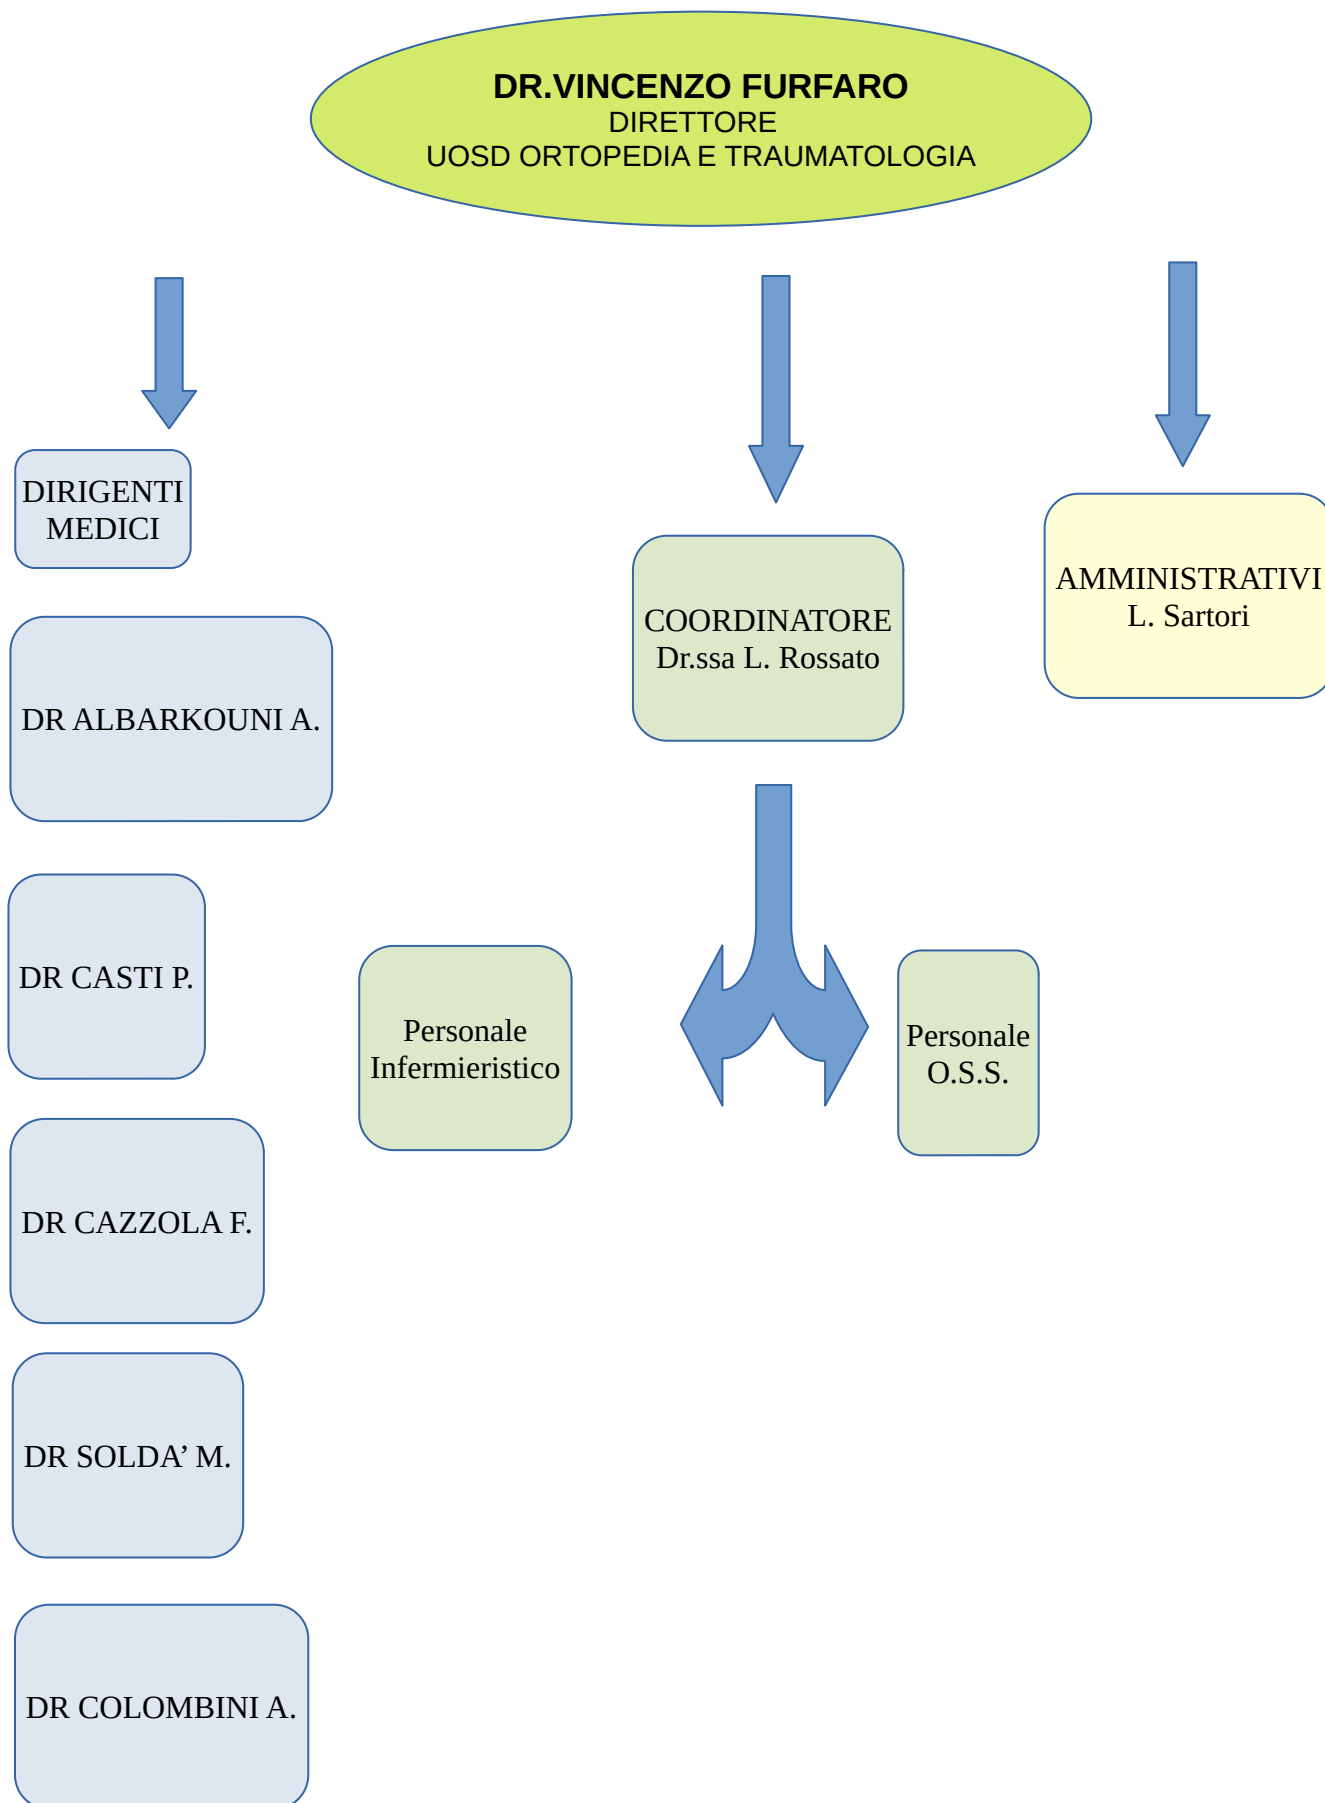 DR.VINCENZO FURFARO
DIRETTORE
UOSD ORTOPEDIA E TRAUMATOLOGIA
DIRIGENTI
MEDICI
DR ALBARKOUNI A.
DR CASTI P.
DR CAZZOLA F.
DR SOLDA’ M.
DR COLOMBINI A.
COORDINATORE
Dr.ssa L. Rossato
Personale
Infermieristico
Personale
O.S.S.
AMMINISTRATIVI
L. Sartori